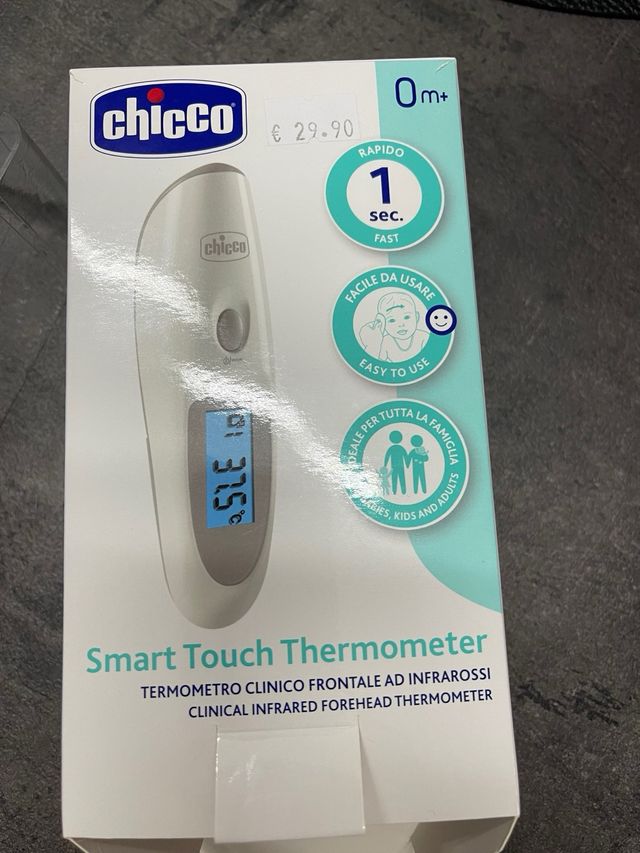 chicco
€ 29.90
0m+
RAPIDO
1
sec.
FAST
chicco
FACILE DA USARE
EASY TO USE
37.5°C
IDEALE PER TUTTA LA FAMIGLIA
BABIES, KIDS AND ADULTS
Smart Touch Thermometer
TERMOMETRO CLINICO FRONTALE AD INFRAROSSI
CLINICAL INFRARED FOREHEAD THERMOMETER